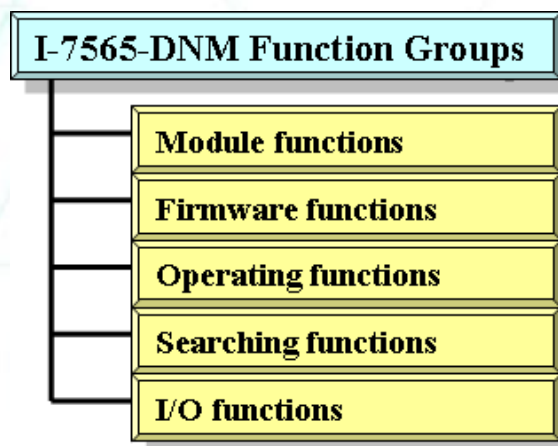 I-7565-DNM Function Groups
Module functions
Firmware functions
Operating functions
Searching functions
I/O functions